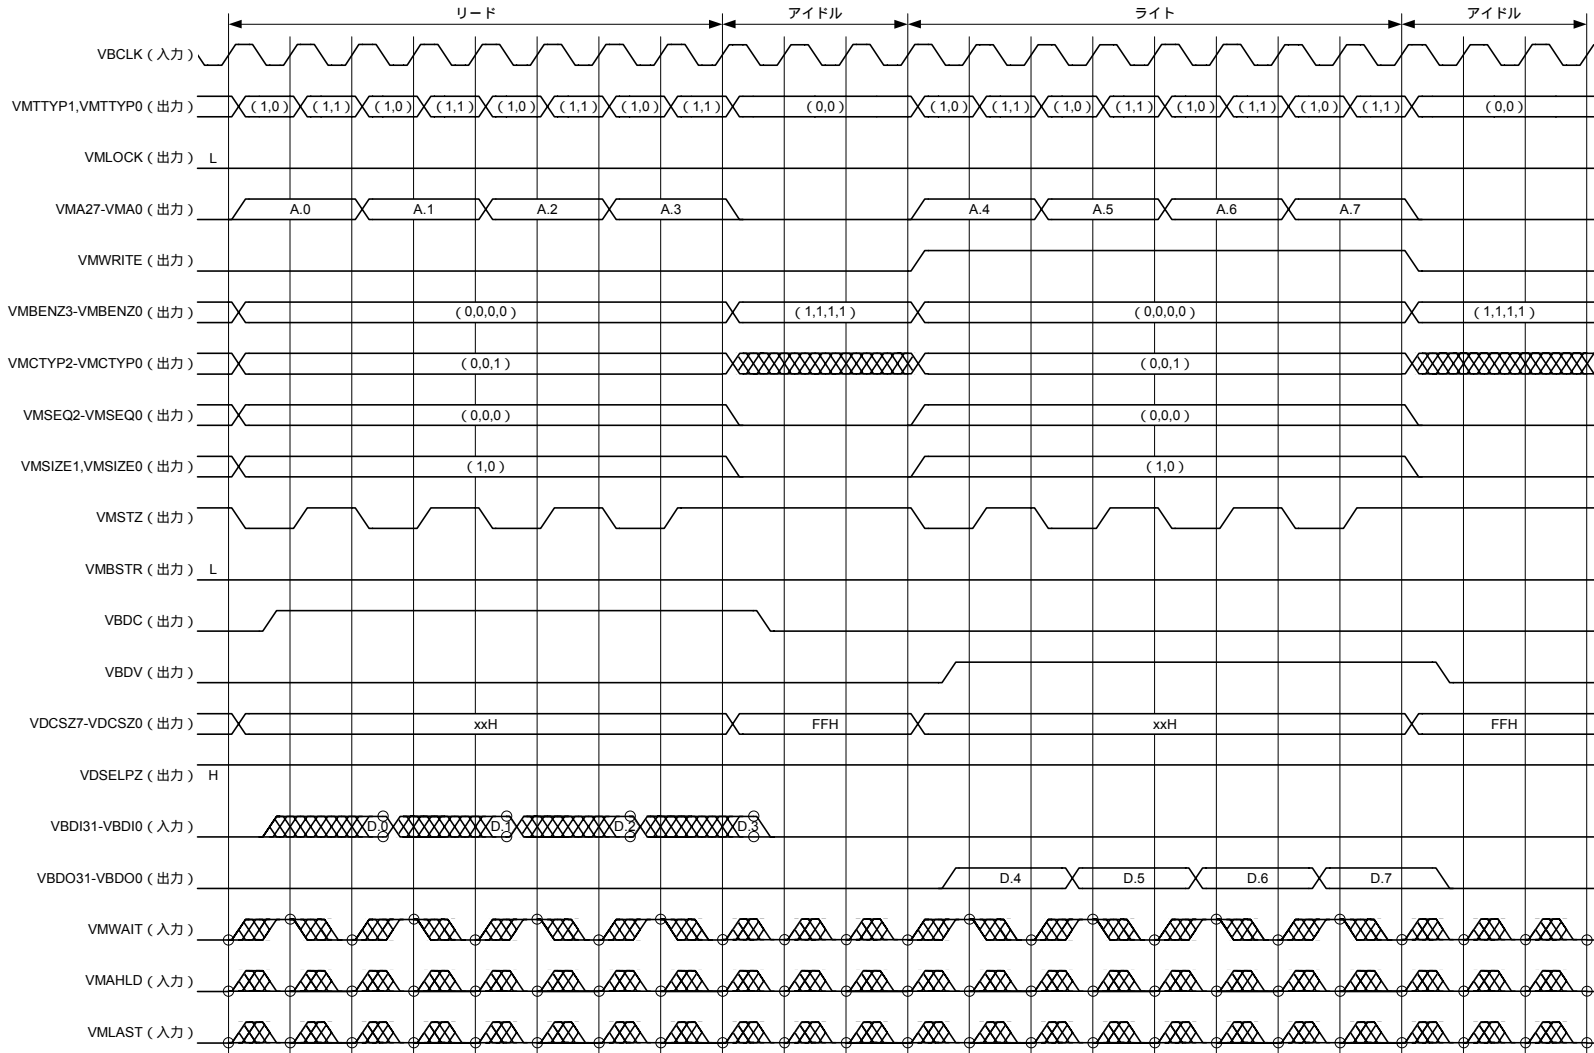 リード アイドル ライト アイドル
VBCLK（入力）
VMTTYP1,VMTTYP0（出力） （1,0） （1,1） （1,0） （1,1） （1,0） （1,1） （1,0） （1,1） （0,0） （1,0） （1,1） （1,0） （1,1） （1,0） （1,1） （1,0） （1,1） （0,0）
VMLOCK（出力） L
VMA27-VMA0（出力） A.0 A.1 A.2 A.3 A.4 A.5 A.6 A.7
VMWRITE（出力）
VMBENZ3-VMBENZ0（出力） （0,0,0,0） （1,1,1,1） （0,0,0,0） （1,1,1,1）
VMCTYP2-VMCTYP0（出力） （0,0,1） （0,0,1）
VMSEQ2-VMSEQ0（出力） （0,0,0） （0,0,0）
VMSIZE1,VMSIZE0（出力） （1,0） （1,0）
VMSTZ（出力）
VMBSTR（出力） L
VBDC（出力）
VBDV（出力）
VDCSZ7-VDCSZ0（出力） xxH FFH xxH FFH
VDSELPZ（出力） H
VBDI31-VBDI0（入力） D.0 D.1 D.2 D.3
VBDO31-VBDO0（出力） D.4 D.5 D.6 D.7
VMWAIT（入力）
VMAHLD（入力）
VMLAST（入力）